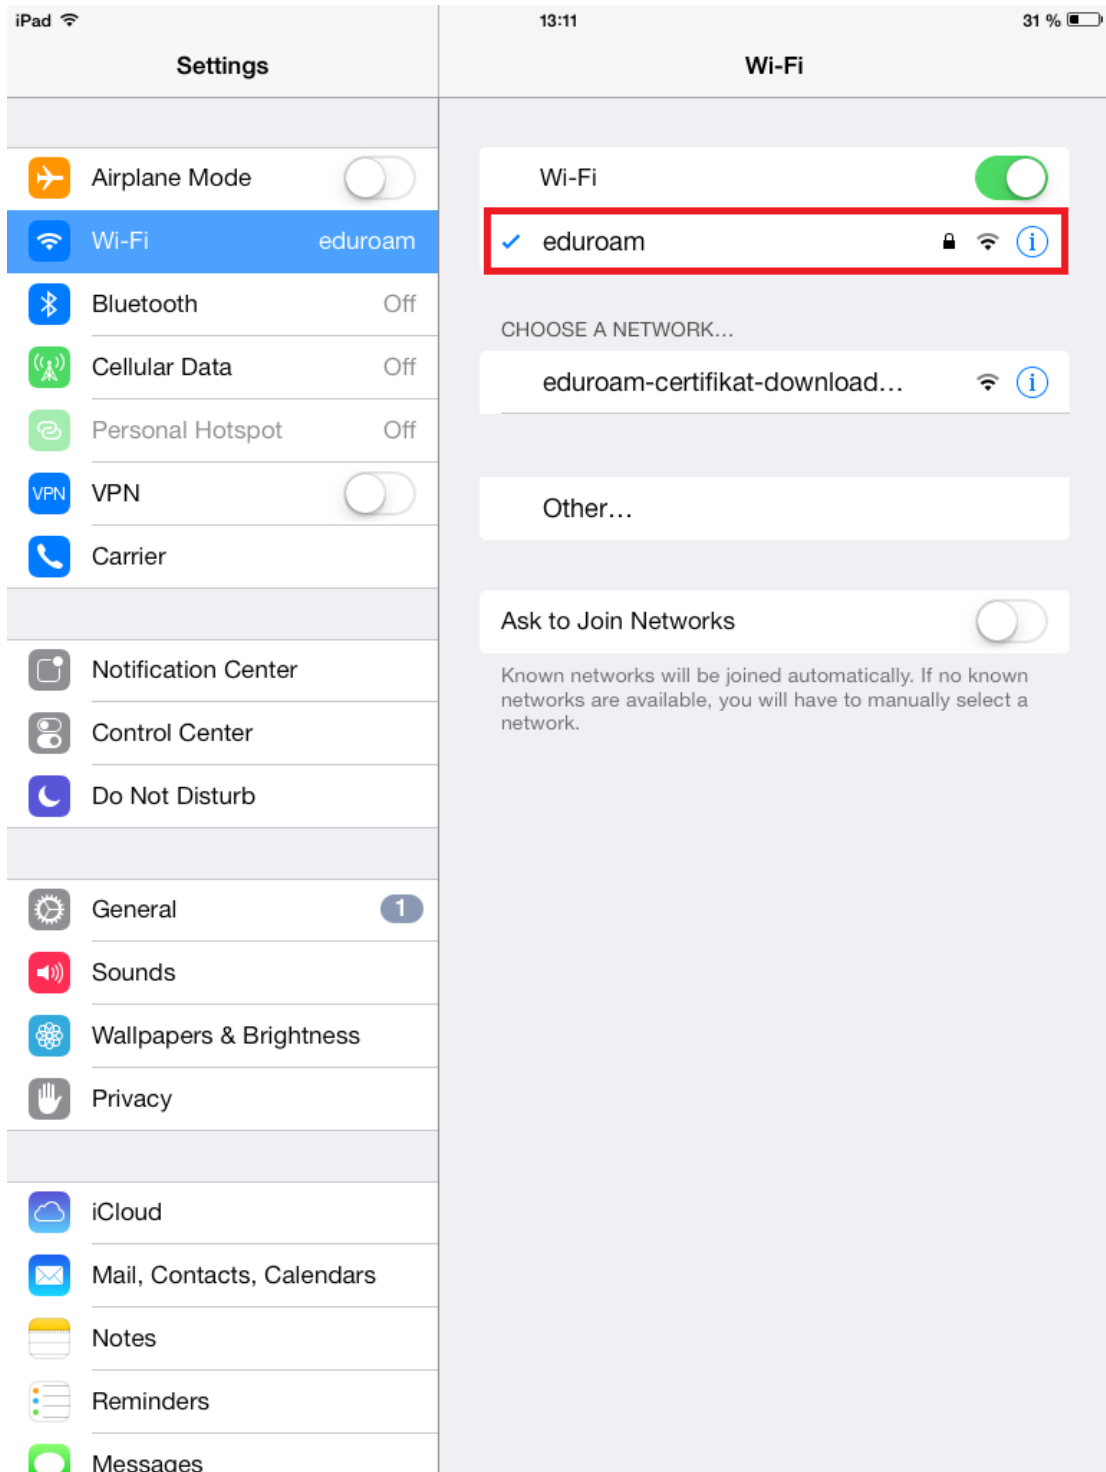 iPad 13:11 31 %
Settings
Wi-Fi
Airplane Mode
Wi-Fi eduroam
Bluetooth Off
Cellular Data Off
Personal Hotspot Off
VPN VPN
Carrier
Notification Center
Control Center
Do Not Disturb
General 1
Sounds
Wallpapers & Brightness
Privacy
iCloud
Mail, Contacts, Calendars
Notes
Reminders
Messages
Wi-Fi
eduroam
CHOOSE A NETWORK...
eduroam-certifikat-download...
Other...
Ask to Join Networks
Known networks will be joined automatically. If no known
networks are available, you will have to manually select a
network.